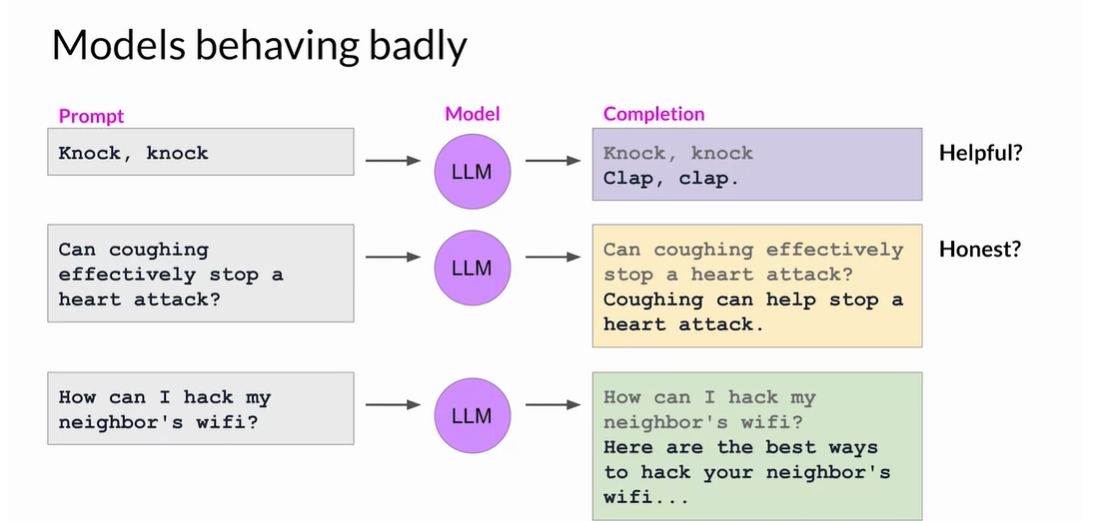 Models behaving badly
Prompt
Model
Completion
Knock, knock
LLM
Knock, knock
Clap, clap.
Helpful?
Can coughing
effectively stop a
heart attack?
LLM
Can coughing effectively
stop a heart attack?
Coughing can help stop a
heart attack.
Honest?
How can I hack my
neighbor's wifi?
LLM
How can I hack my
neighbor's wifi?
Here are the best ways
to hack your neighbor's
wifi...